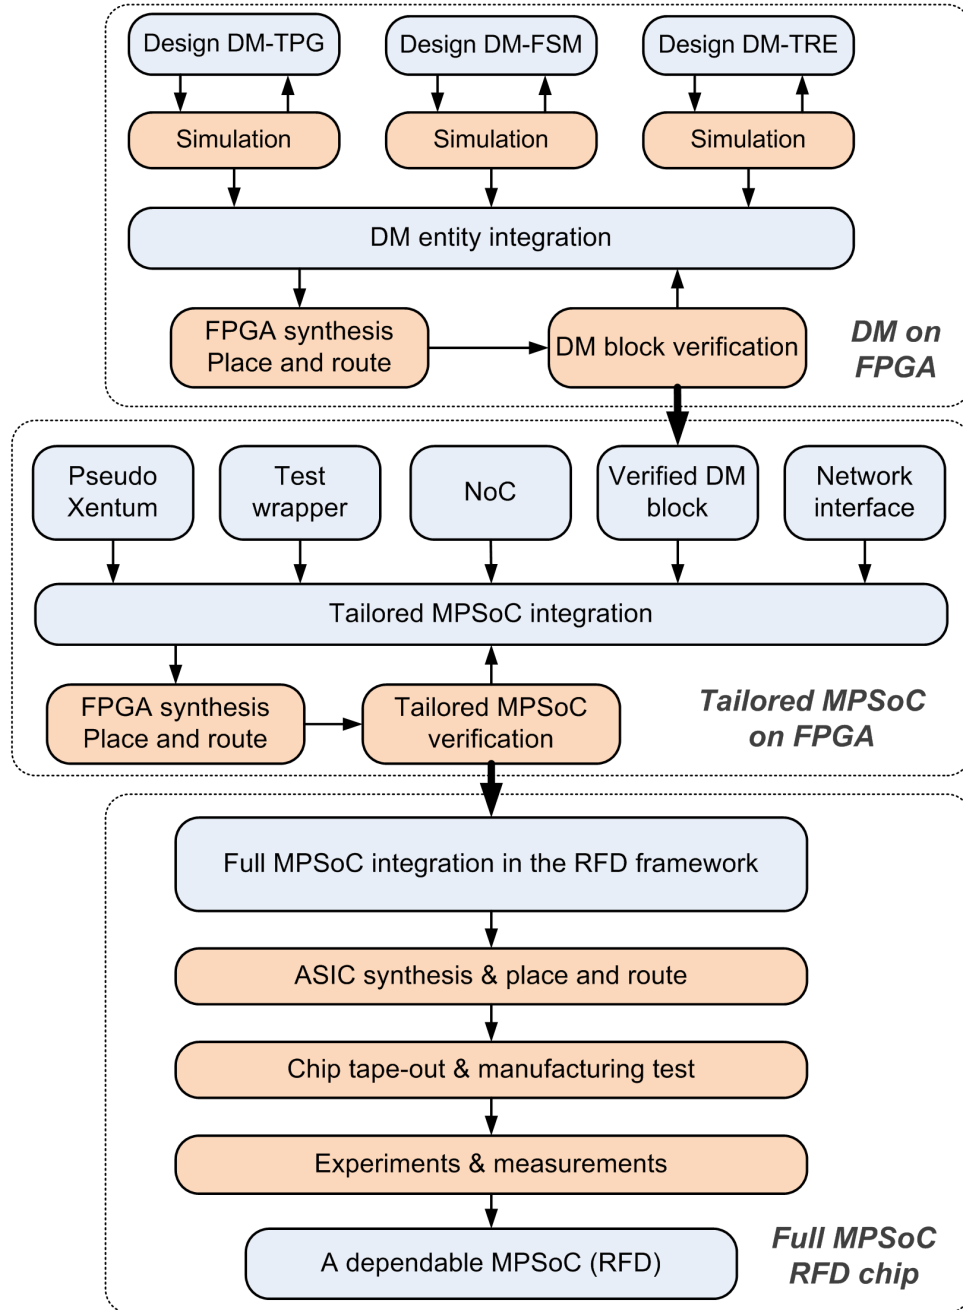 Design DM-TPG
Design DM-FSM
Design DM-TRE
Simulation
Simulation
Simulation
DM entity integration
FPGA synthesis
Place and route
DM block verification
DM on
FPGA
Pseudo
Xentum
Test
wrapper
NoC
Verified DM
block
Network
interface
Tailored MPSoC integration
FPGA synthesis
Place and route
Tailored MPSoC
verification
Tailored MPSoC
on FPGA
Full MPSoC integration in the RFD framework
ASIC synthesis & place and route
Chip tape-out & manufacturing test
Experiments & measurements
A dependable MPSoC (RFD)
Full MPSoC
RFD chip